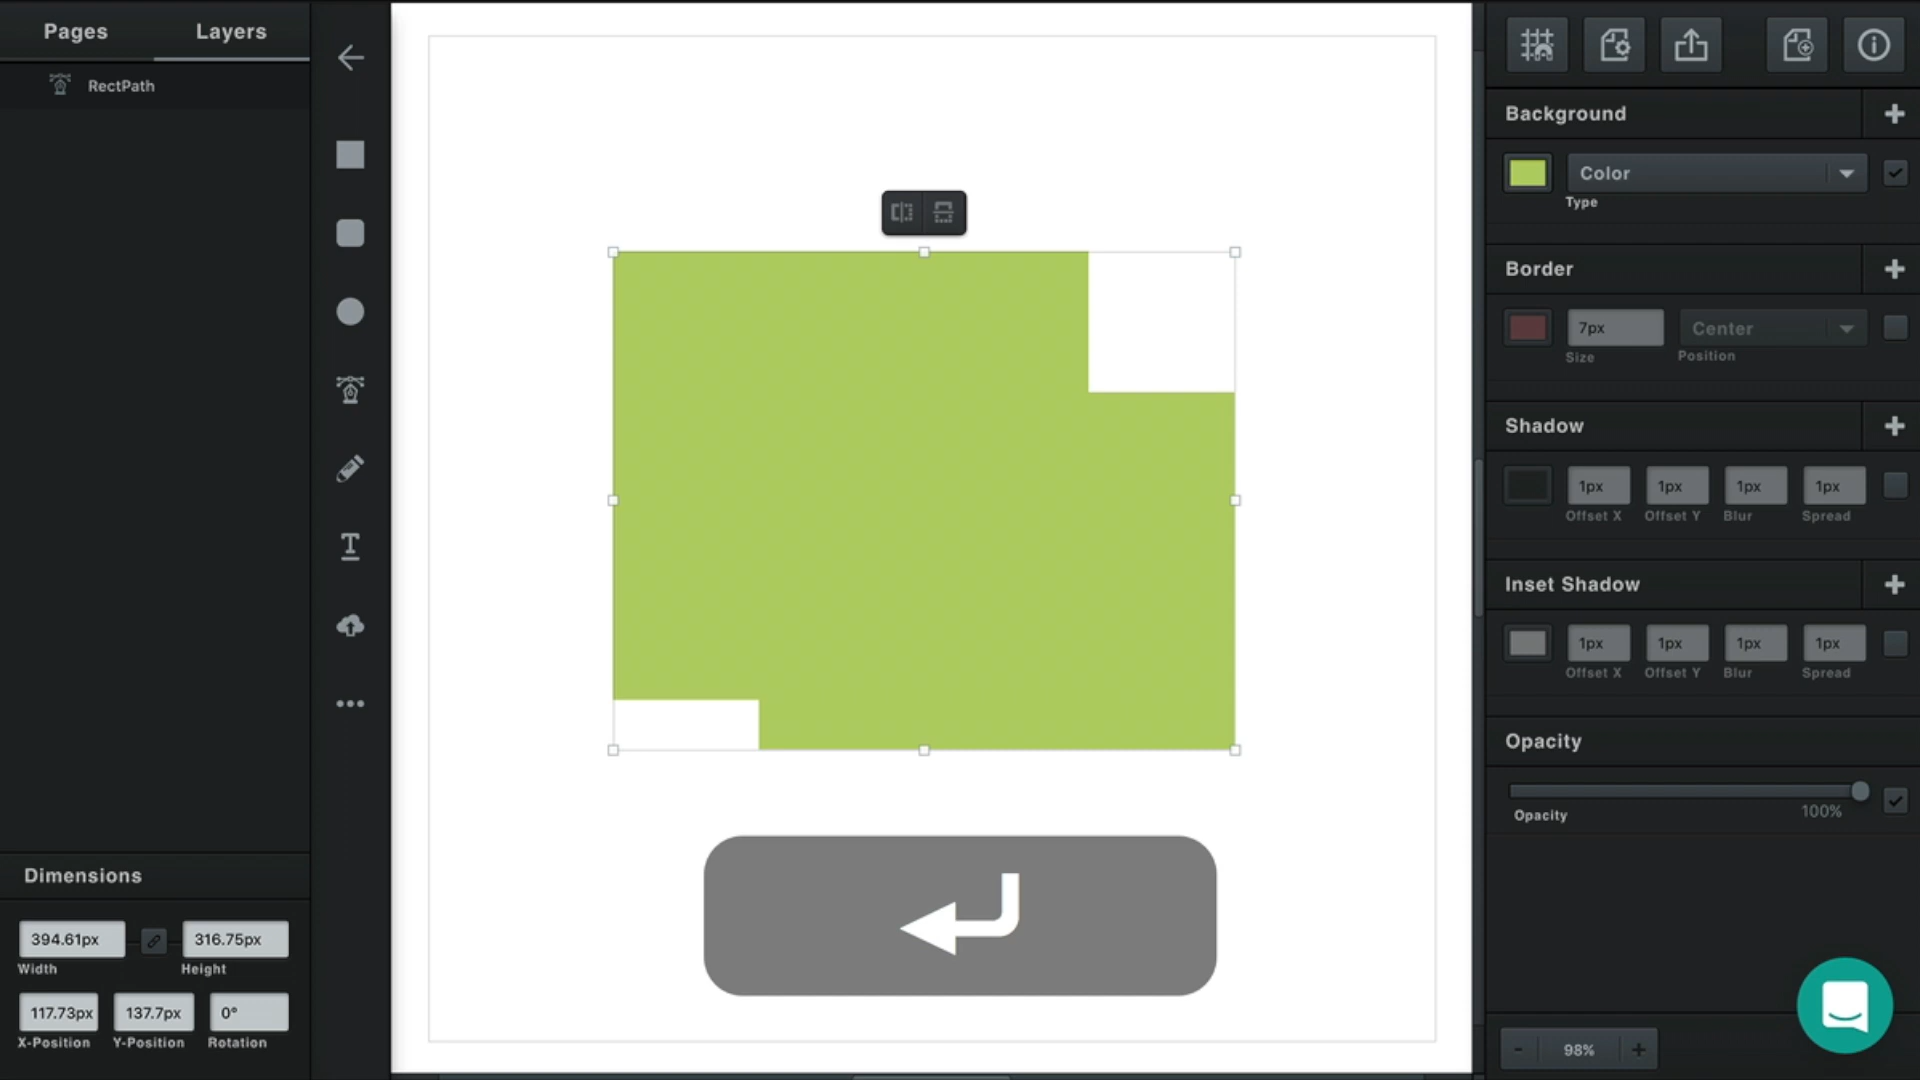 Pages
Layers
RectPath
Dimensions
394.61px
316.75px
Width
Height
117.73px
137.7px
0°
X-Position
Y-Position
Rotation
Background
Color
Type
Border
7px
Center
Size
Position
Shadow
1px
1px
1px
1px
Offset X
Offset Y
Blur
Spread
Inset Shadow
1px
1px
1px
1px
Offset X
Offset Y
Blur
Spread
Opacity
Opacity
100%
- 98% +